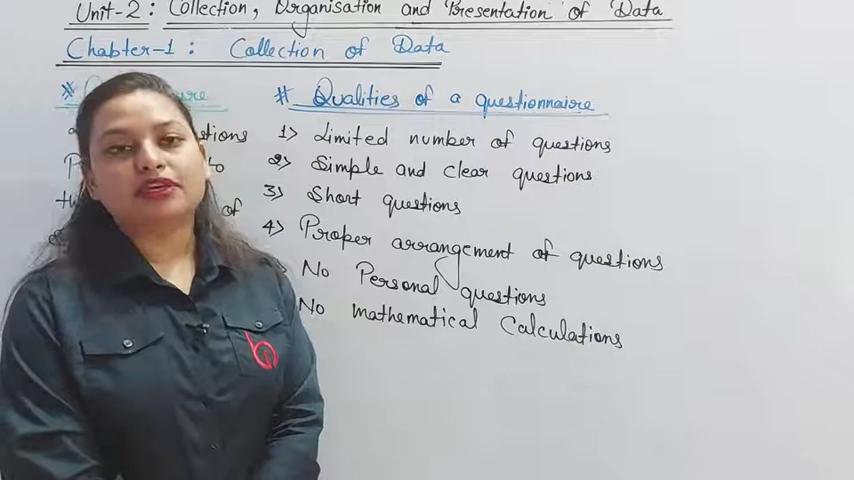 Unit-2: Collection, Organisation and Presentation of Data
Chapter-1: Collection of Data
#
# Qualities of a questionnaire
1> Limited number of questions
2> Simple and clear questions
3> Short questions
4> Proper arrangement of questions
No Personal questions
No mathematical Calculations
of